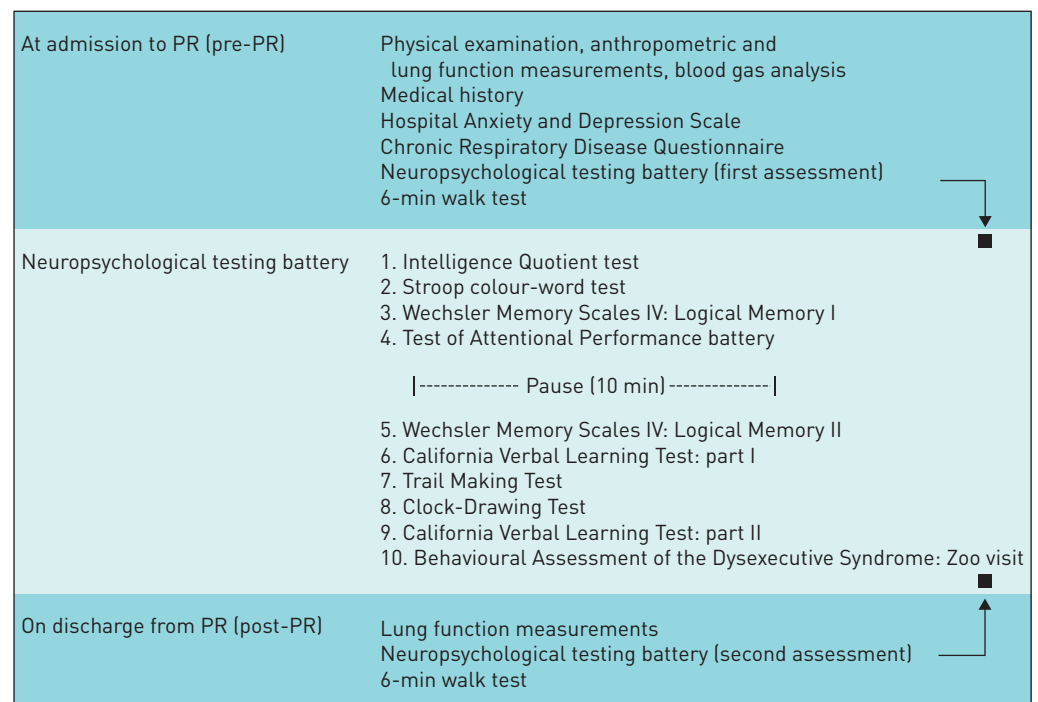 At admission to PR (pre-PR)
Physical examination, anthropometric and
lung function measurements, blood gas analysis
Medical history
Hospital Anxiety and Depression Scale
Chronic Respiratory Disease Questionnaire
Neuropsychological testing battery (first assessment)
6-min walk test
Neuropsychological testing battery
1. Intelligence Quotient test
2. Stroop colour-word test
3. Wechsler Memory Scales IV: Logical Memory I
4. Test of Attentional Performance battery
Pause (10 min)
5. Wechsler Memory Scales IV: Logical Memory II
6. California Verbal Learning Test: part I
7. Trail Making Test
8. Clock-Drawing Test
9. California Verbal Learning Test: part II
10. Behavioural Assessment of the Dysexecutive Syndrome: Zoo visit
On discharge from PR (post-PR)
Lung function measurements
Neuropsychological testing battery (second assessment)
6-min walk test